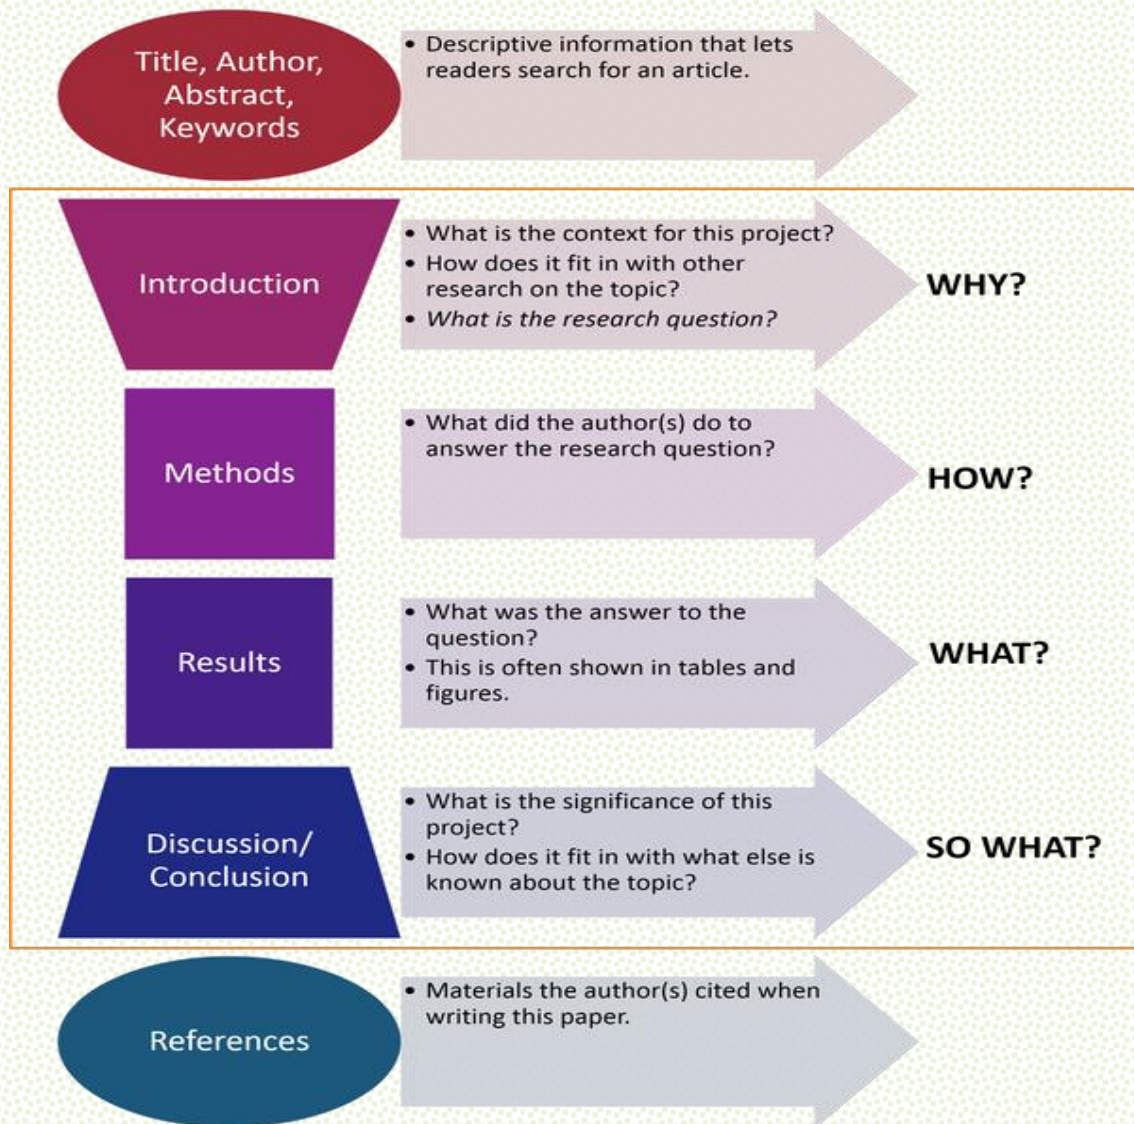 Title, Author,
Abstract,
Keywords
• Descriptive information that lets
readers search for an article.
Introduction
• What is the context for this project?
• How does it fit in with other
research on the topic?
• What is the research question?
WHY?
Methods
• What did the author(s) do to
answer the research question?
HOW?
Results
• What was the answer to the
question?
• This is often shown in tables and
figures.
WHAT?
Discussion/
Conclusion
• What is the significance of this
project?
• How does it fit in with what else is
known about the topic?
SO WHAT?
References
• Materials the author(s) cited when
writing this paper.